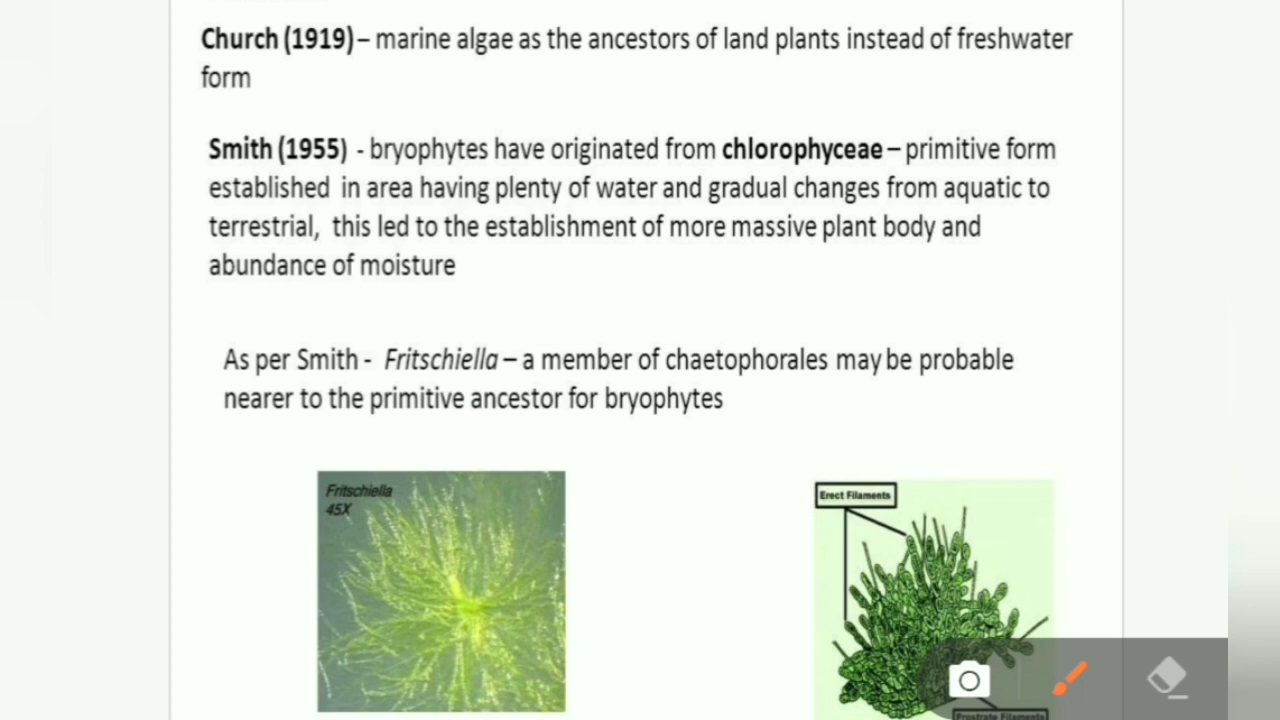 Church (1919) – marine algae as the ancestors of land plants instead of freshwater
form
Smith (1955) - bryophytes have originated from chlorophyceae – primitive form
established in area having plenty of water and gradual changes from aquatic to
terrestrial, this led to the establishment of more massive plant body and
abundance of moisture
As per Smith - Fritschiella – a member of chaetophorales may be probable
nearer to the primitive ancestor for bryophytes
Fritschiella
45X
Erect Filaments
Prostrate Filaments